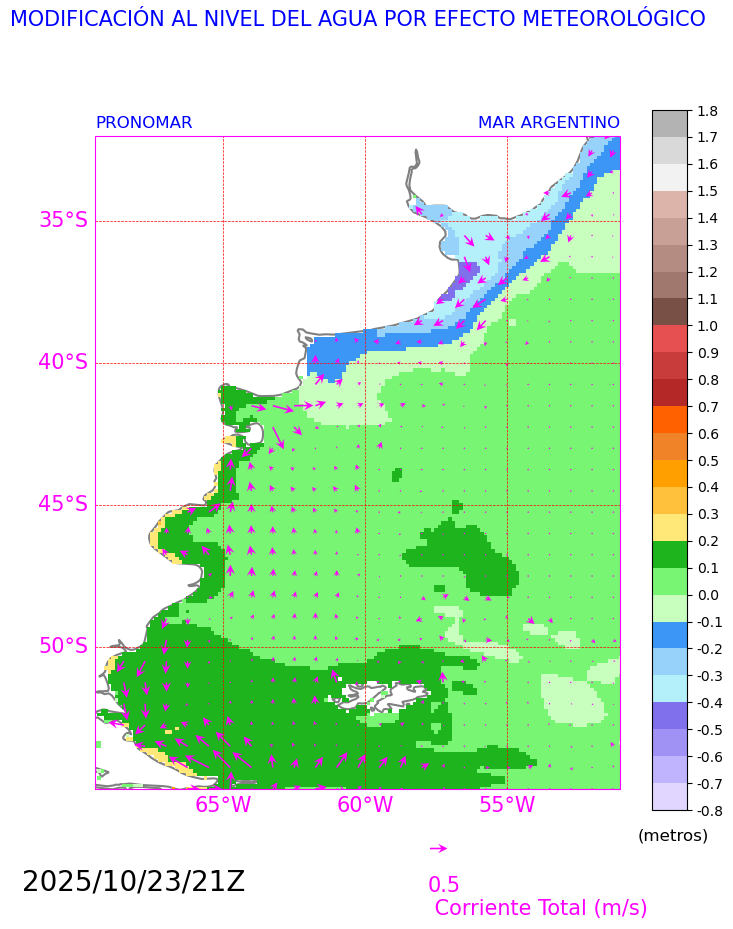 MODIFICACIÓN AL NIVEL DEL AGUA POR EFECTO METEOROLÓGICO
PRONOMAR MAR ARGENTINO
1.8
1.7
1.6
1.5
1.4
1.3
1.2
1.1
1.0
0.9
0.8
0.7
0.6
0.5
0.4
0.3
0.2
0.1
0.0
-0.1
-0.2
-0.3
-0.4
-0.5
-0.6
-0.7
-0.8
(metros)
35°S
40°S
45°S
50°S
65°W 60°W 55°W
2025/10/23/21Z
0.5
Corriente Total (m/s)